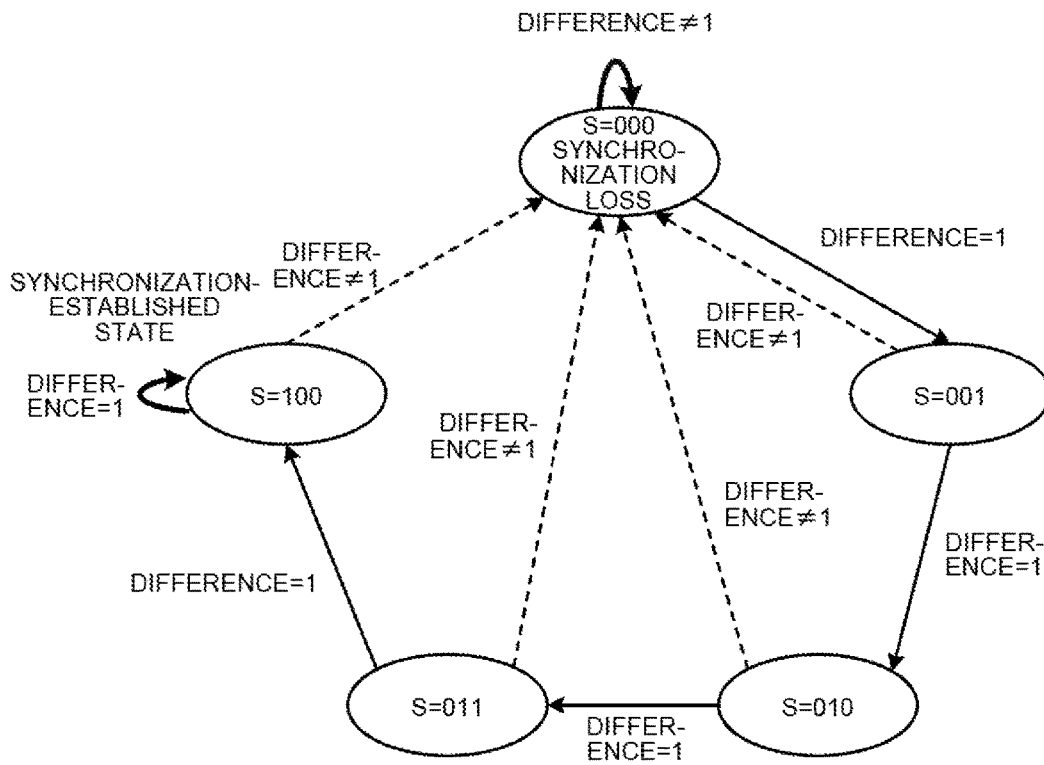 DIFFERENCE≠1
S=000
SYNCHRO-
NIZATION
LOSS
DIFFERENCE=1
DIFFER-
ENCE≠1
SYNCHRONIZATION-
ESTABLISHED
STATE
DIFFER-
ENCE≠1
DIFFER-
ENCE=1
S=100
S=001
DIFFER-
ENCE≠1
DIFFER-
ENCE≠1
DIFFER-
ENCE=1
DIFFERENCE=1
S=011
S=010
DIFFER-
ENCE=1